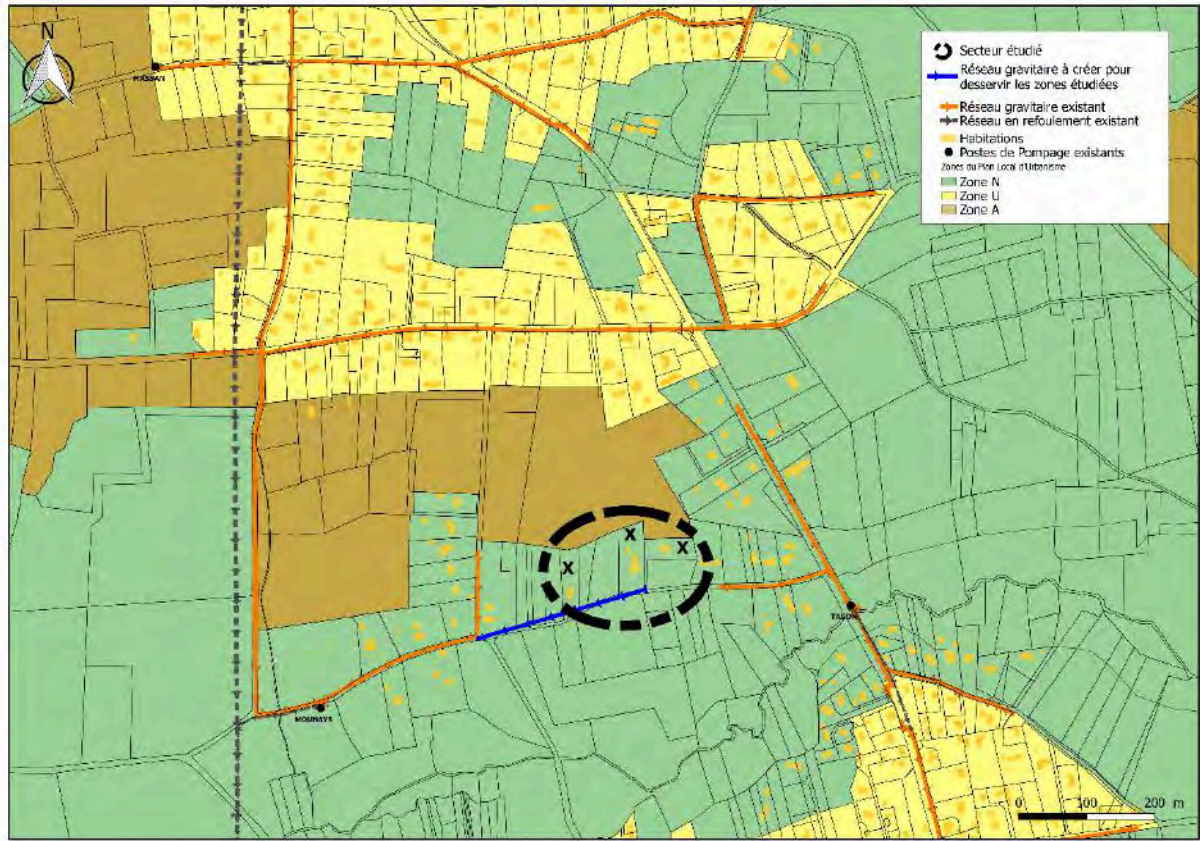 N
MASSAY
Secteur étudié
Réseau gravitaire à créer pour
desservir les zones étudiées
Réseau gravitaire existant
Réseau en refoulement existant
Habitations
Postes de Pompage existants
Zones du Plan Local d'Urbanisme
Zone N
Zone U
Zone A
X
X
X
MOUNAYS
0 100 200 m